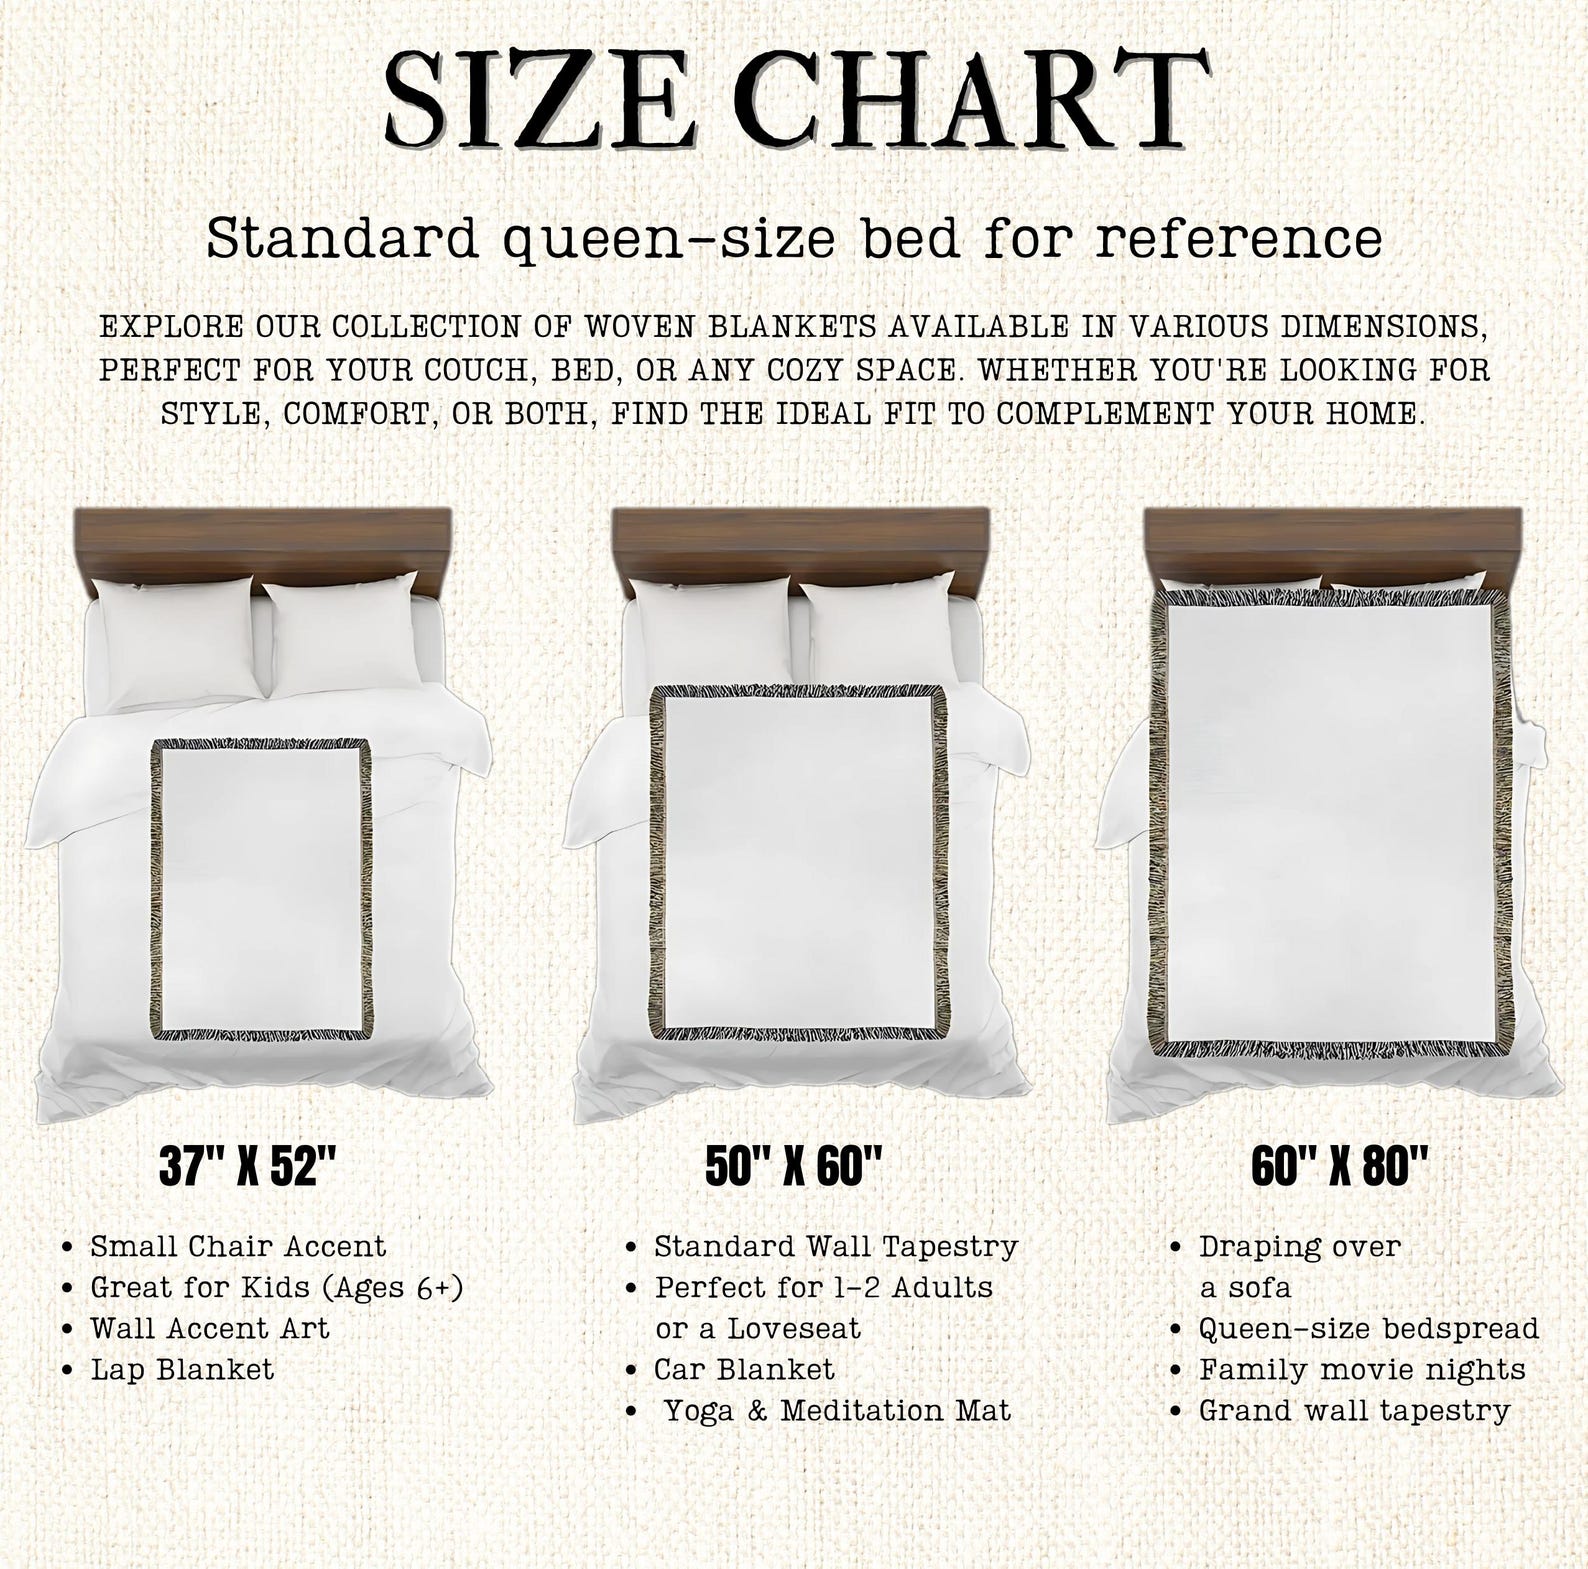 SIZE CHART
Standard queen-size bed for reference
EXPLORE OUR COLLECTION OF WOVEN BLANKETS AVAILABLE IN VARIOUS DIMENSIONS,
PERFECT FOR YOUR COUCH, BED, OR ANY COZY SPACE. WHETHER YOU'RE LOOKING FOR
STYLE, COMFORT, OR BOTH, FIND THE IDEAL FIT TO COMPLEMENT YOUR HOME.
37" X 52"
• Small Chair Accent
• Great for Kids (Ages 6+)
• Wall Accent Art
• Lap Blanket
50" X 60"
• Standard Wall Tapestry
• Perfect for 1-2 Adults
or a Loveseat
• Car Blanket
• Yoga & Meditation Mat
60" X 80"
• Draping over
a sofa
• Queen-size bedspread
• Family movie nights
• Grand wall tapestry